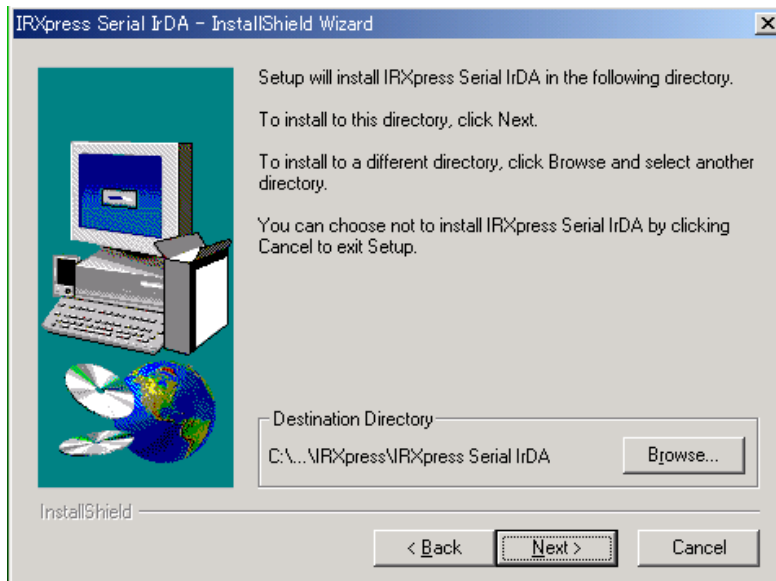 IRXpress Serial IrDA - InstallShield Wizard
Setup will install IRXpress Serial IrDA in the following directory.
To install to this directory, click Next.
To install to a different directory, click Browse and select another
directory.
You can choose not to install IRXpress Serial IrDA by clicking
Cancel to exit Setup.
Destination Directory
C:\...\IRXpress\IRXpress Serial IrDA
Browse...
InstallShield
< Back
Next >
Cancel